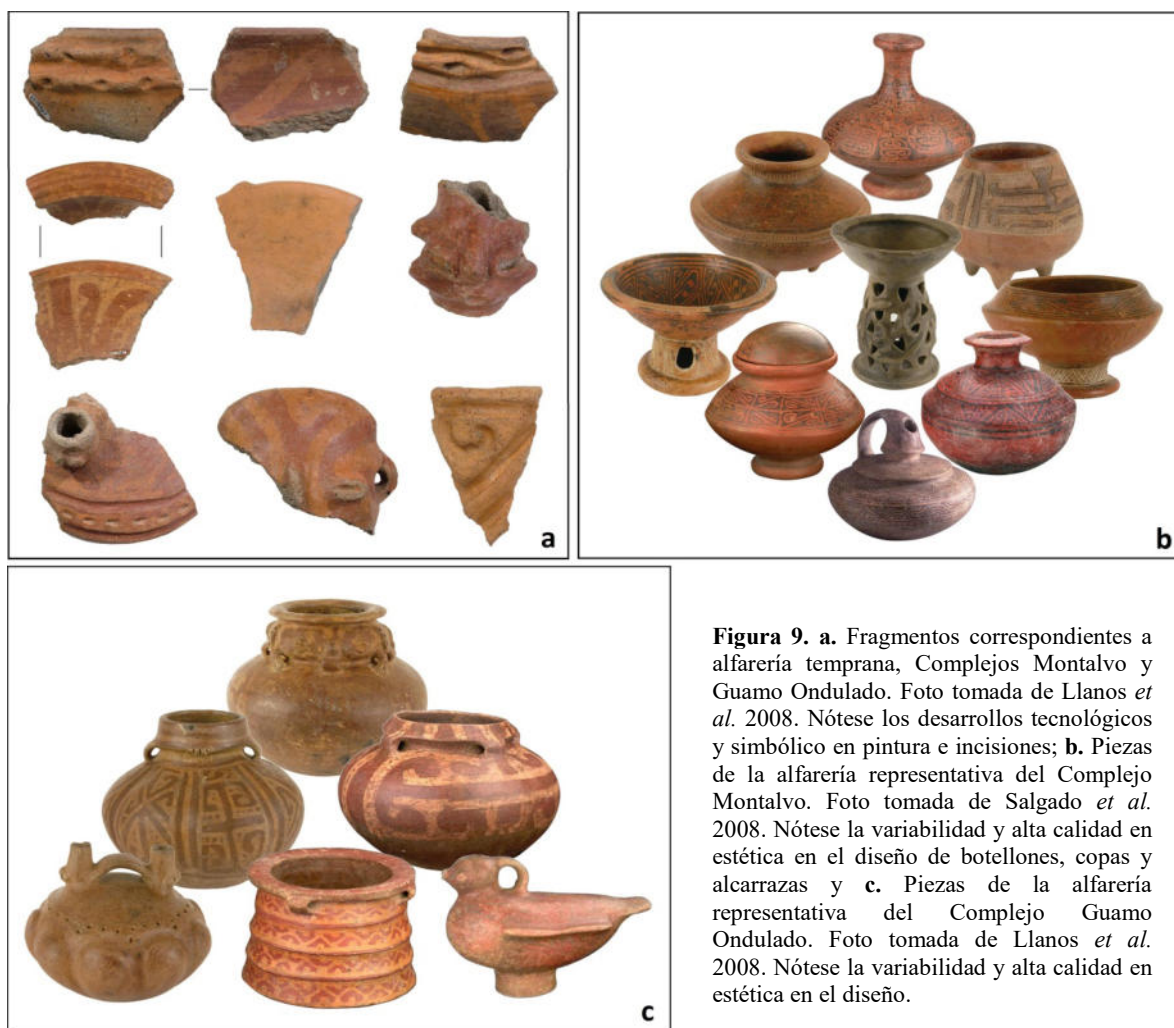 a
b
c
Figura 9. a. Fragmentos correspondientes a
alfarería temprana, Complejos Montalvo y
Guamo Ondulado. Foto tomada de Llanos et
al. 2008. Nótese los desarrollos tecnológicos
y simbólico en pintura e incisiones; b. Piezas
de la alfarería representativa del Complejo
Montalvo. Foto tomada de Salgado et al.
2008. Nótese la variabilidad y alta calidad en
estética en el diseño de botellones, copas y
alcarrazas y c. Piezas de la alfarería
representativa del Complejo Guamo
Ondulado. Foto tomada de Llanos et al.
2008. Nótese la variabilidad y alta calidad en
estética en el diseño.